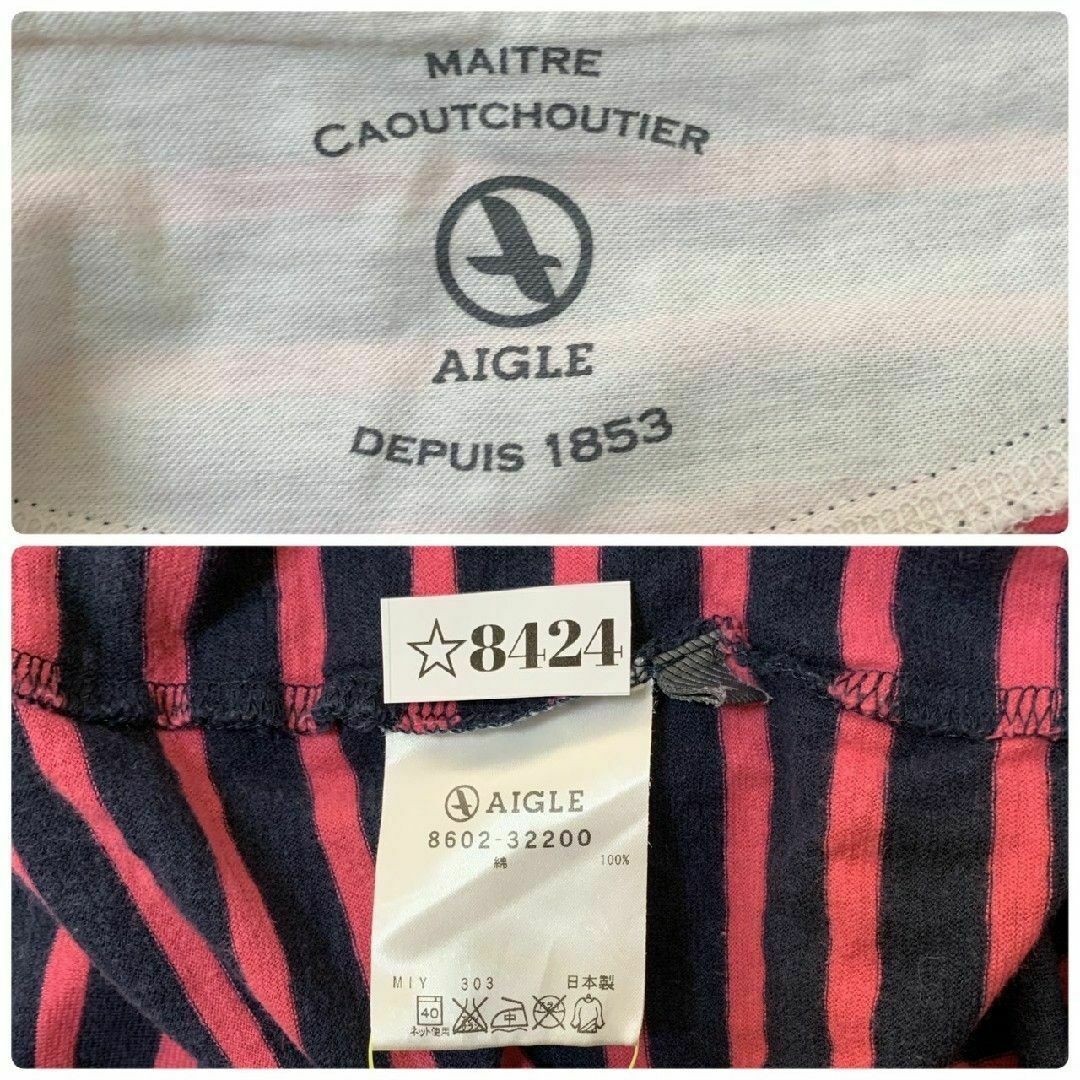 MAITRE
CAOUTCHOUTIER
AIGLE
DEPUIS 1853
☆8424
AIGLE
8602-32200
綿 100%
MIY 303 日本製
40 中
ネット使用